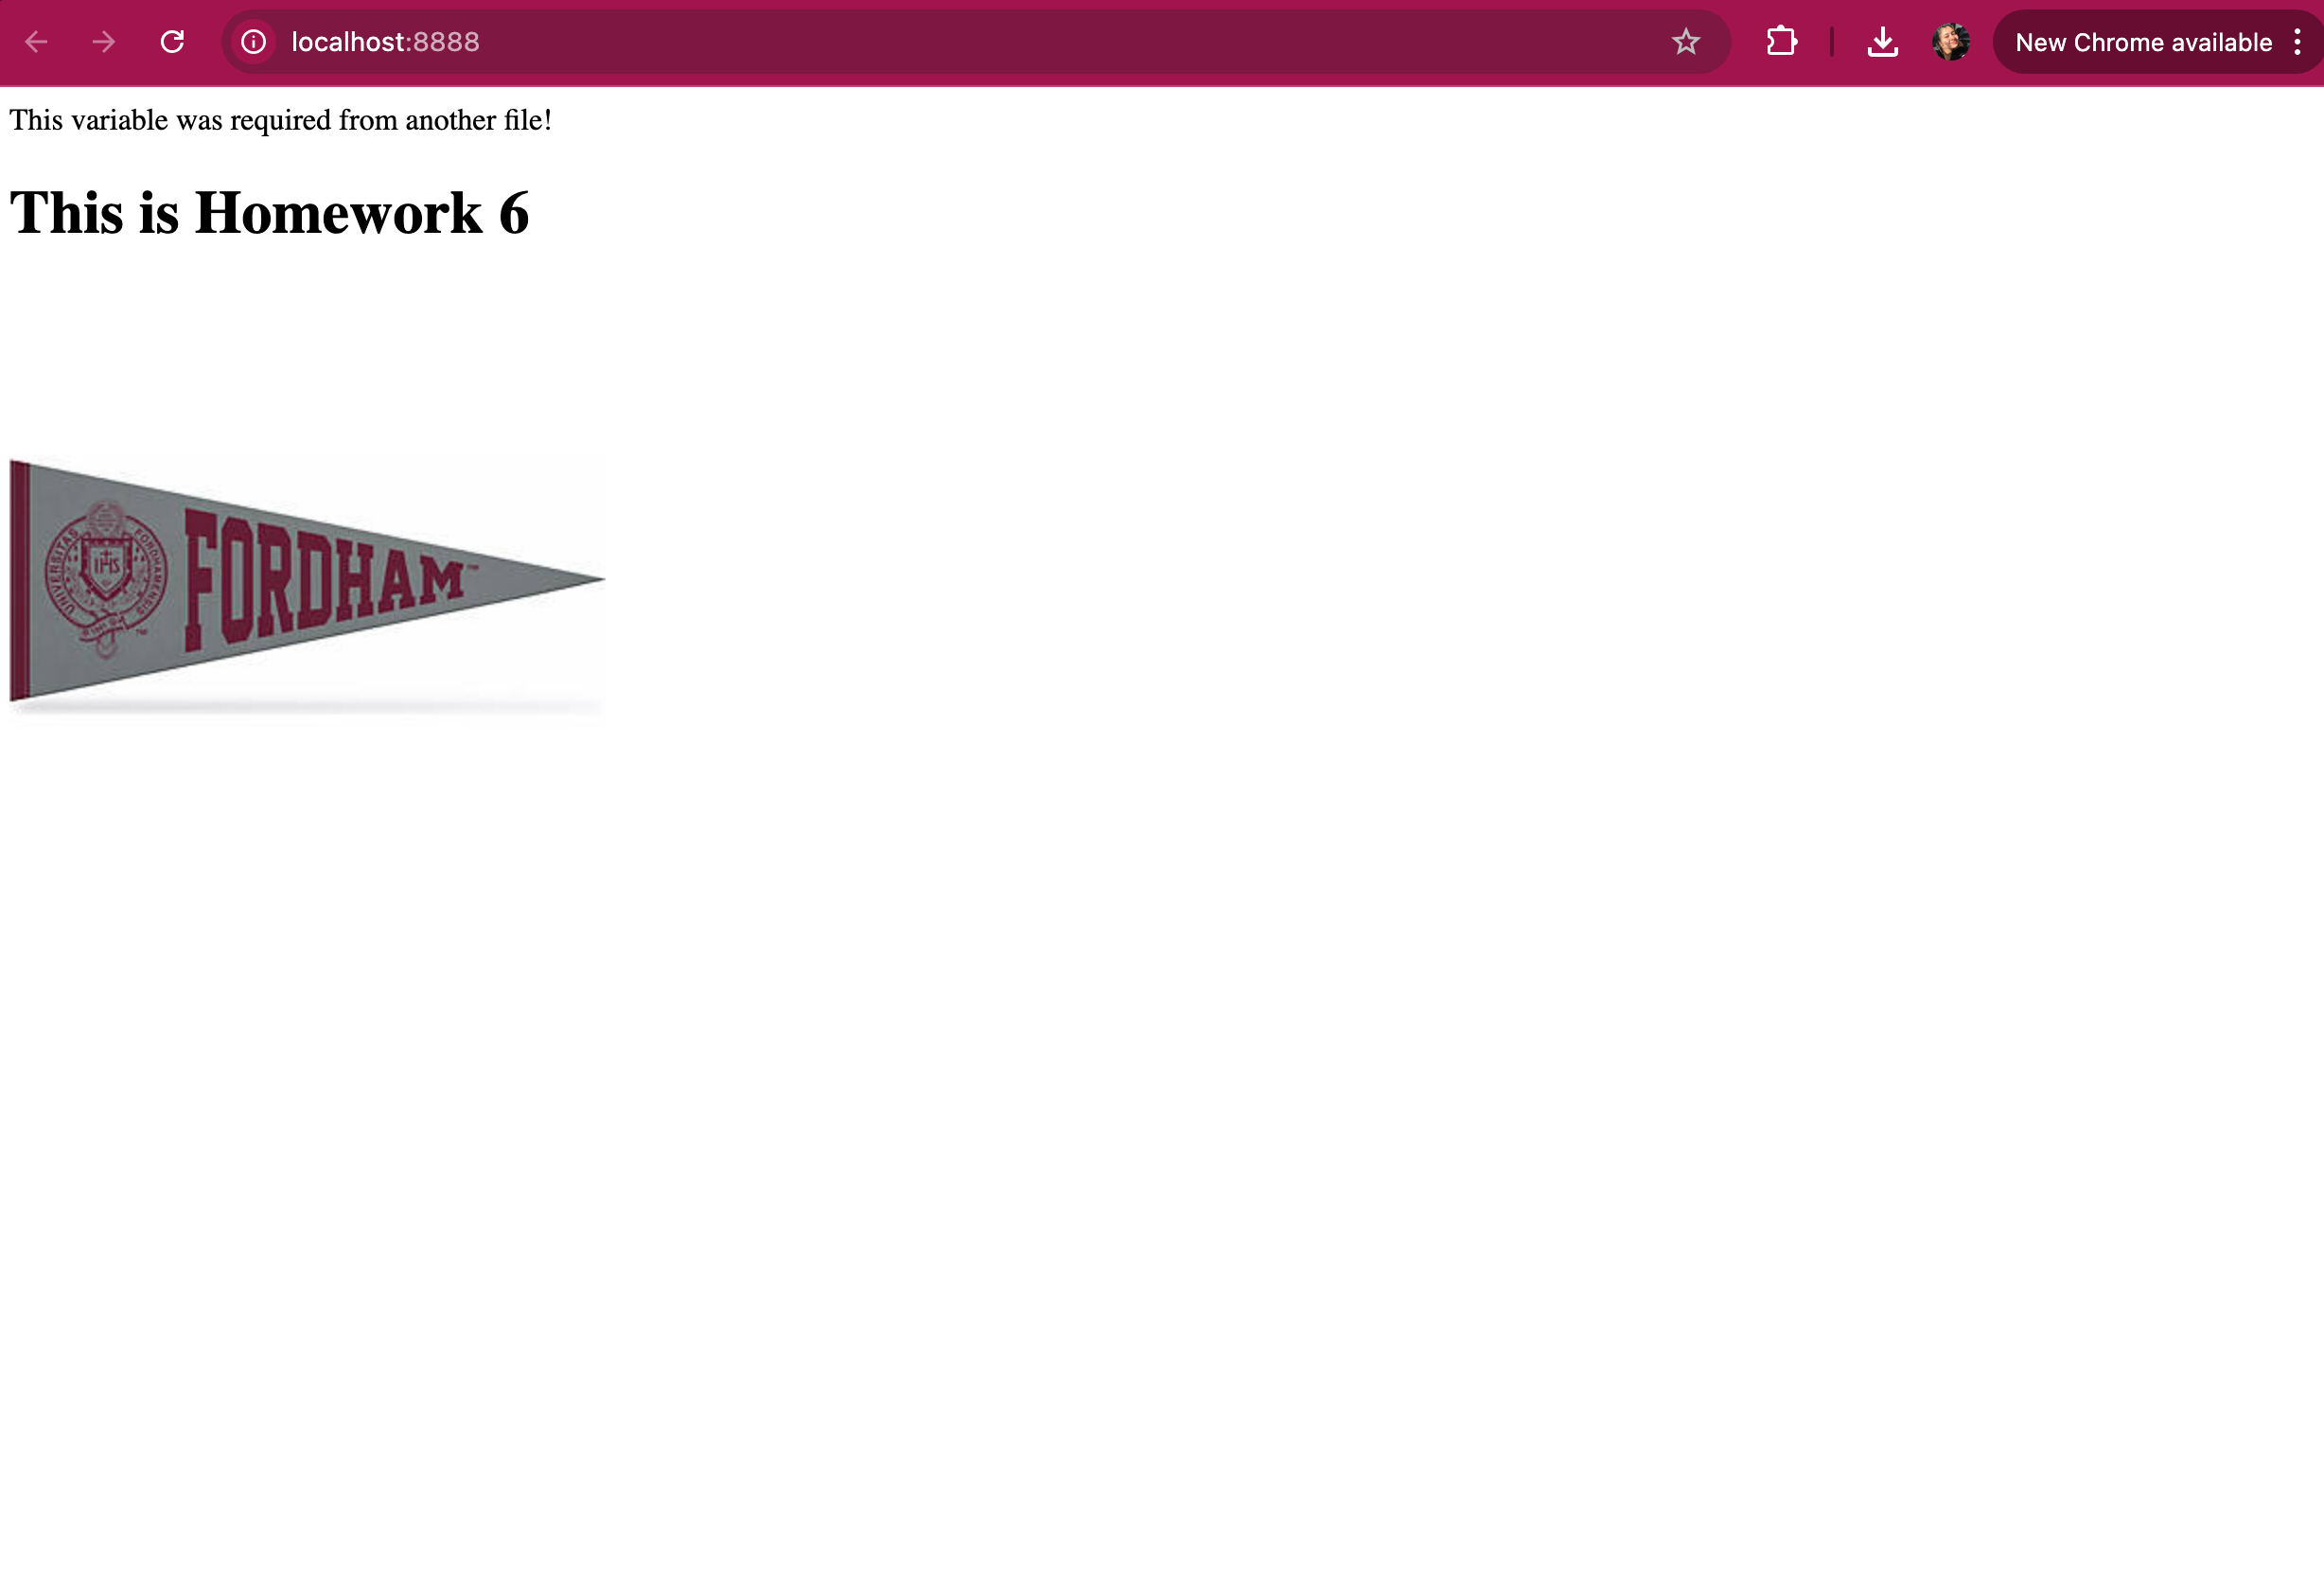 localhost:8888
New Chrome available
This variable was required from another file!
This is Homework 6
FORDHAM™
UNIVERSITAS FORDHAMENSIS
IHS
TM